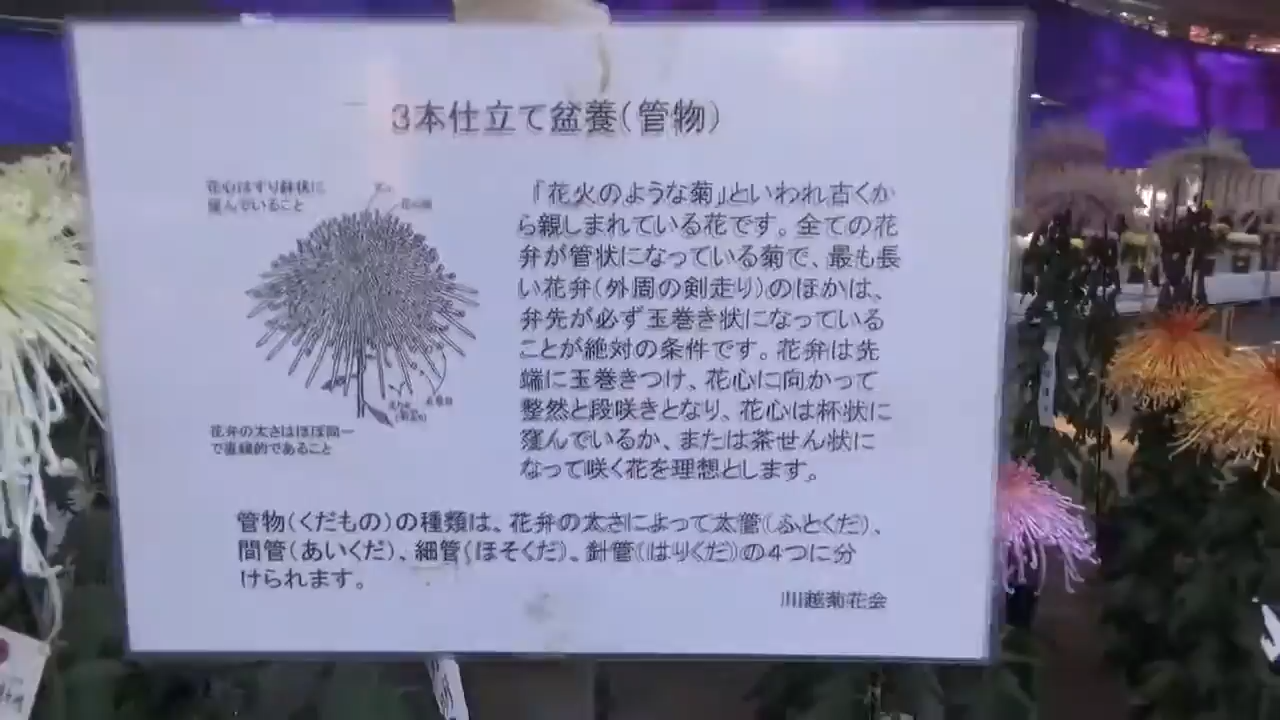 3本仕立て盆養(管物)
花心はすり鉢状に
窪んでいること
「花火のような菊」といわれ古くか
ら親しまれている花です。全ての花
弁が管状になっている菊で、最も長
い花弁(外周の剣走り)のほかは、
弁先が必ず玉巻き状になっている
ことが絶対の条件です。花弁は先
端に玉巻きつけ、花心に向かって
整然と段咲きとなり、花心は杯状に
窪んでいるか、または茶せん状に
なって咲く花を理想とします。
花弁の太さはほぼ同一
で直線的であること
管物(くだもの)の種類は、花弁の太さによって太管(ふとくだ)、
間管(あいくだ)、細管(ほそくだ)、針管(はりくだ)の4つに分
けられます。
川越菊花会